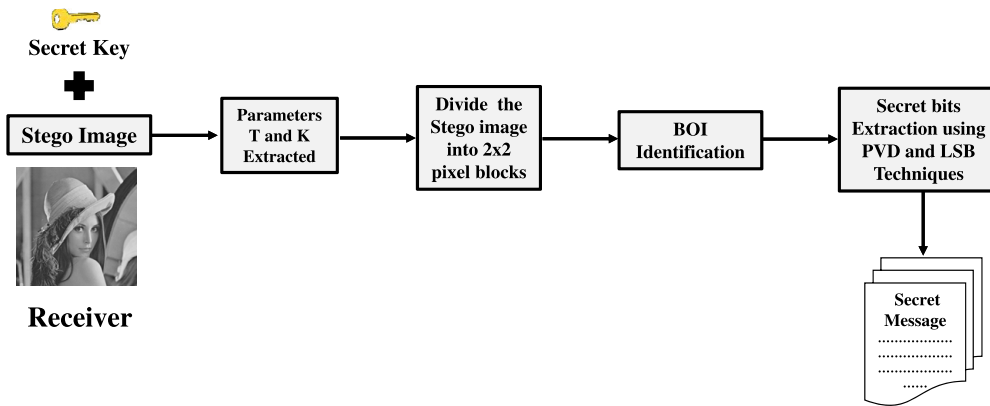 Secret Key
Stego Image
Receiver
Parameters
T and K
Extracted
Divide the
Stego image
into 2x2
pixel blocks
BOI
Identification
Secret bits
Extraction using
PVD and LSB
Techniques
Secret
Message
....................
....................
....................
......